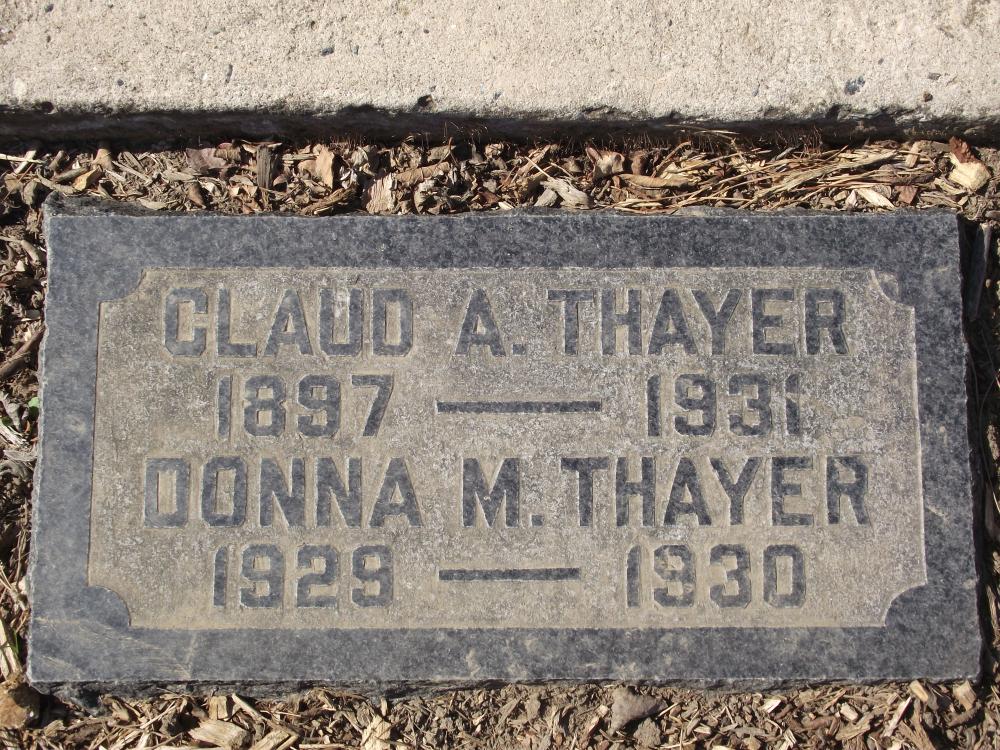 CLAUD A. THAYER
1897 — 1931
DONNA M. THAYER
1929 — 1930